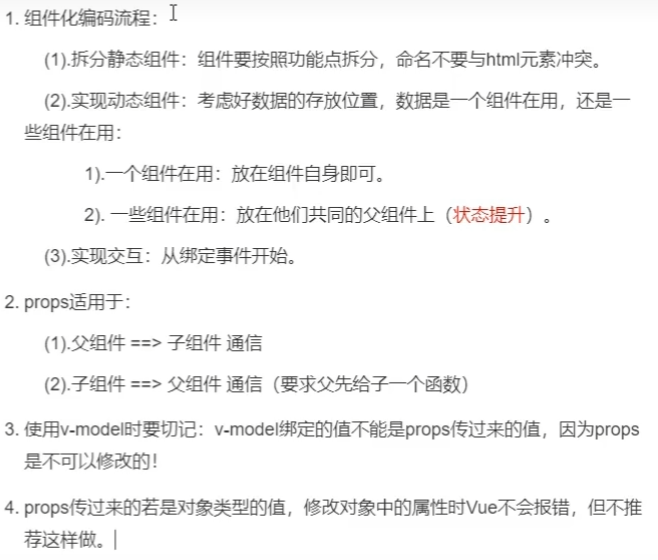 1. 组件化编码流程：
(1).拆分静态组件：组件要按照功能点拆分，命名不要与html元素冲突。
(2).实现动态组件：考虑好数据的存放位置，数据是一个组件在用，还是一
些组件在用：
1).一个组件在用：放在组件自身即可。
2). 一些组件在用：放在他们共同的父组件上（状态提升）。
(3).实现交互：从绑定事件开始。
2. props适用于：
(1).父组件 ==> 子组件 通信
(2).子组件 ==> 父组件 通信（要求父先给子一个函数）
3. 使用v-model时要切记：v-model绑定的值不能是props传过来的值，因为props
是不可以修改的！
4. props传过来的若是对象类型的值，修改对象中的属性时Vue不会报错，但不推
荐这样做。